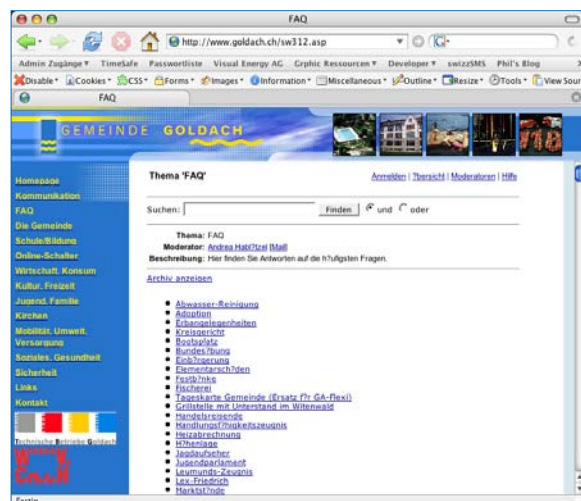 FAQ
http://www.goldach.ch/sw312.asp
Admin Zugänge TimeSafe Passwortliste Visual Energy AG Grphic Ressourcen Developer swizzSMS Phil's Blog
Disable Cookies CSS Forms Images Information Miscellaneous Outline Resize Tools View Sour
FAQ
GEMEINDE GOLDACH
Homepage
Kommunikation
FAQ
Die Gemeinde
Schule/Bildung
Online-Schalter
Wirtschaft, Konsum
Kultur, Freizeit
Jugend, Familie
Kirchen
Mobilität, Umwelt,
Versorgung
Soziales, Gesundheit
Sicherheit
Links
Kontakt
Technische Betriebe Goldach
Thema 'FAQ'
Anmelden | ?bersicht | Moderatoren | Hilfe
Suchen: Finden und oder
Thema: FAQ
Moderator: Andrea Habl?tzel [Mail]
Beschreibung: Hier finden Sie Antworten auf die h?ufigsten Fragen.
Archiv anzeigen
Abwasser-Reinigung
Adoption
Erbangelegenheiten
Kreisgericht
Bootsplatz
Bundes?bung
Einb?rgerung
Elementarsch?den
Festb?nke
Fischerei
Tageskarte Gemeinde (Ersatz f?r GA-flexi)
Grillstelle mit Unterstand im Witenwald
Handelsreisende
Handlungsf?higkeitszeugnis
Heizabrechnung
H?henlage
Jagdaufseher
Jugendparlament
Leumunds-Zeugnis
Lex-Friedrich
Marktst?nde
Fertig